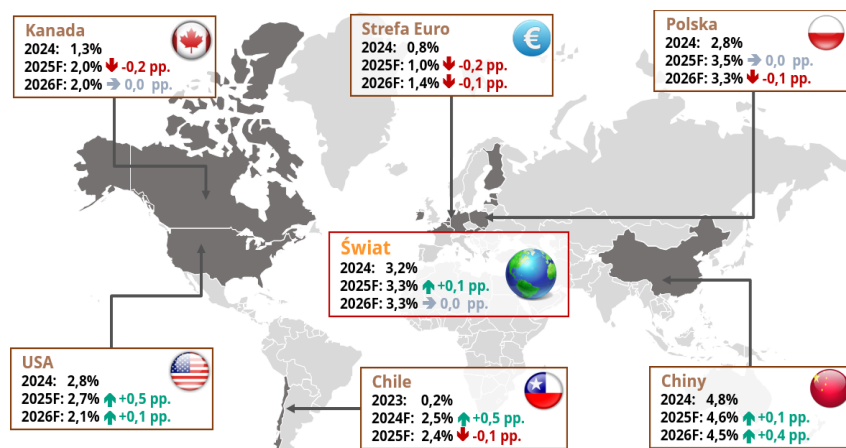 Kanada
2024: 1,3%
2025F: 2,0% -0,2 pp.
2026F: 2,0% 0,0 pp.
Strefa Euro
2024: 0,8%
2025F: 1,0% -0,2 pp.
2026F: 1,4% -0,1 pp.
€
Polska
2024: 2,8%
2025F: 3,5% 0,0 pp.
2026F: 3,3% -0,1 pp.
Świat
2024: 3,2%
2025F: 3,3% +0,1 pp.
2026F: 3,3% 0,0 pp.
USA
2024: 2,8%
2025F: 2,7% +0,5 pp.
2026F: 2,1% +0,1 pp.
Chile
2023: 0,2%
2024F: 2,5% +0,5 pp.
2025F: 2,4% -0,1 pp.
Chiny
2024: 4,8%
2025F: 4,6% +0,1 pp.
2026F: 4,5% +0,4 pp.